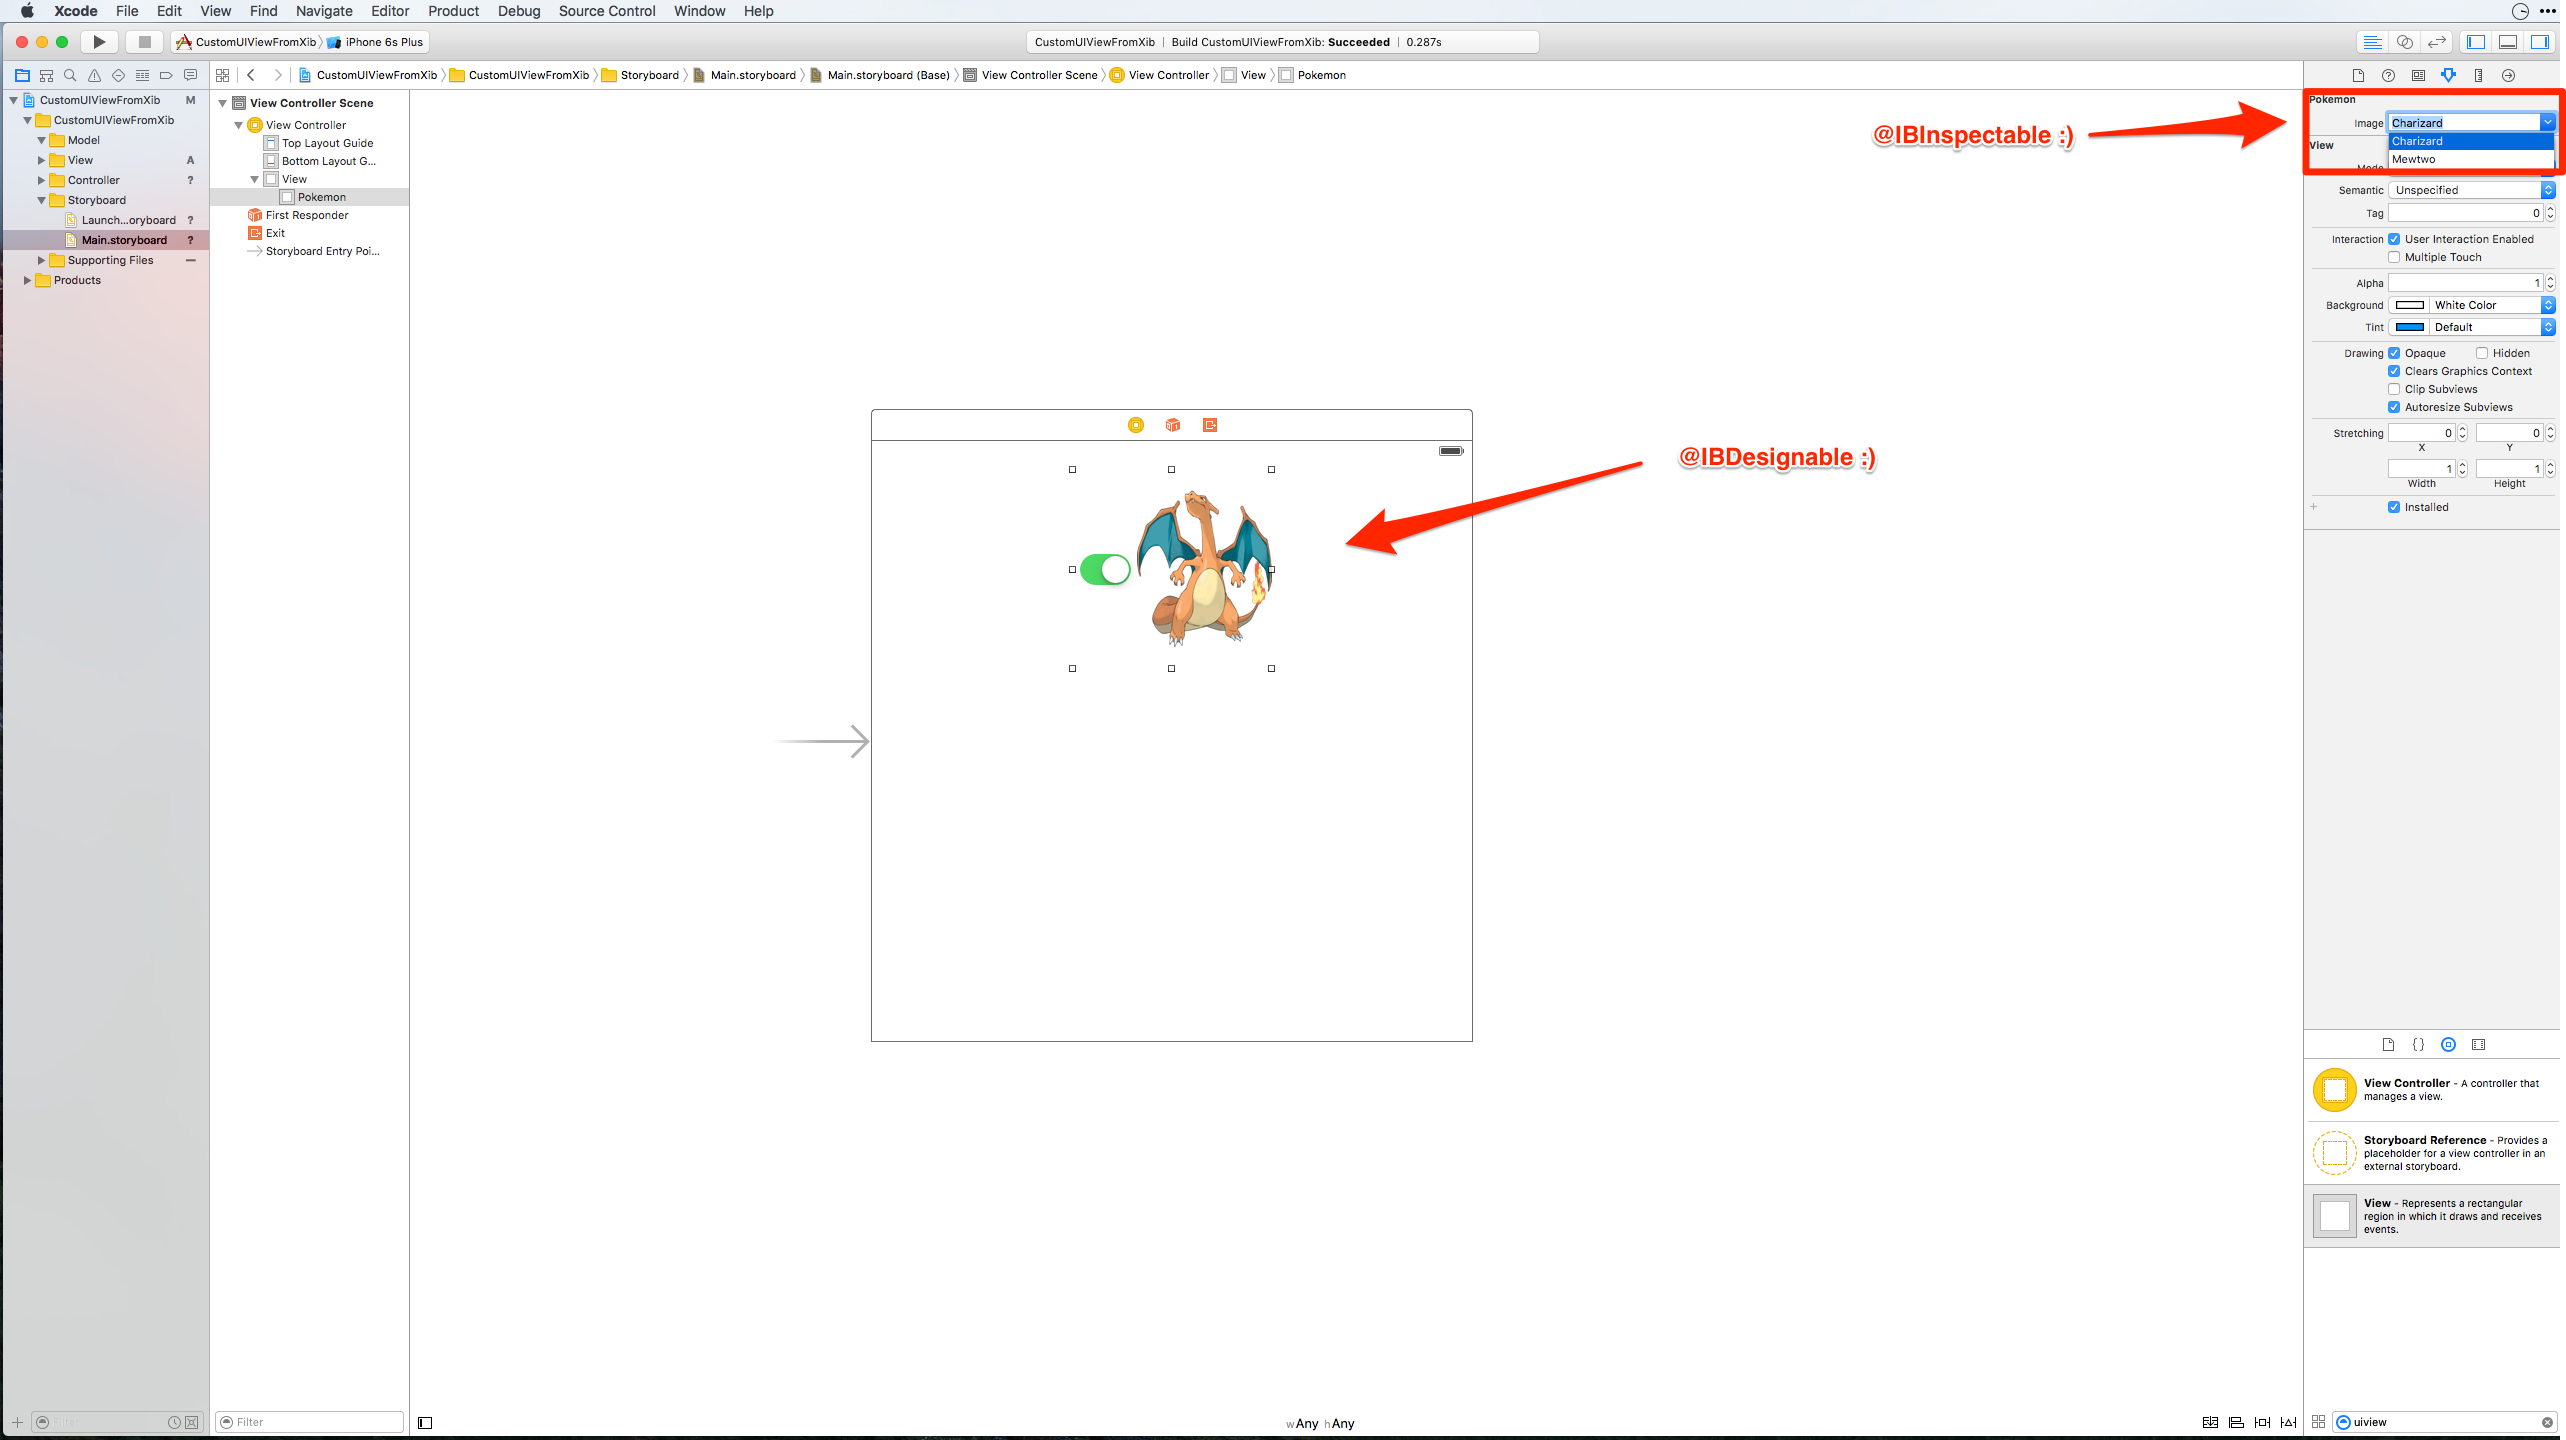 Xcode File Edit View Find Navigate Editor Product Debug Source Control Window Help
CustomUIViewFromXib iPhone 6s Plus
CustomUIViewFromXib | Build CustomUIViewFromXib: Succeeded | 0.287s
CustomUIViewFromXib CustomUIViewFromXib Storyboard Main.storyboard Main.storyboard (Base) View Controller Scene View Controller View Pokemon
CustomUIViewFromXib M
CustomUIViewFromXib
Model
View A
Controller ?
Storyboard
Launch...oryboard ?
Main.storyboard ?
Supporting Files
Products
View Controller Scene
View Controller
Top Layout Guide
Bottom Layout G...
View
Pokemon
First Responder
Exit
Storyboard Entry Poi...
@IBInspectable :)
@IBDesignable :)
Pokemon
Image Charizard
Charizard
View
Mewtwo
Mode
Semantic Unspecified
Tag 0
Interaction User Interaction Enabled
Multiple Touch
Alpha 1
Background White Color
Tint Default
Drawing Opaque Hidden
Clears Graphics Context
Clip Subviews
Autoresize Subviews
Stretching 0 0
X Y
1 1
Width Height
+ Installed
View Controller - A controller that
manages a view.
Storyboard Reference - Provides a
placeholder for a view controller in an
external storyboard.
View - Represents a rectangular
region in which it draws and receives
events.
Filter
Filter
wAny hAny
uiview